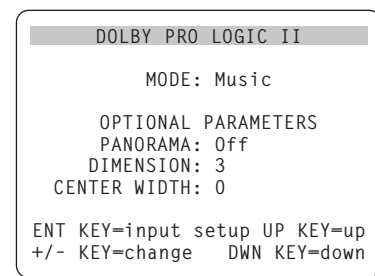 DOLBY PRO LOGIC II
MODE: Music
OPTIONAL PARAMETERS
PANORAMA: Off
DIMENSION: 3
CENTER WIDTH: 0
ENT KEY=input setup UP KEY=up
+/- KEY=change DWN KEY=down